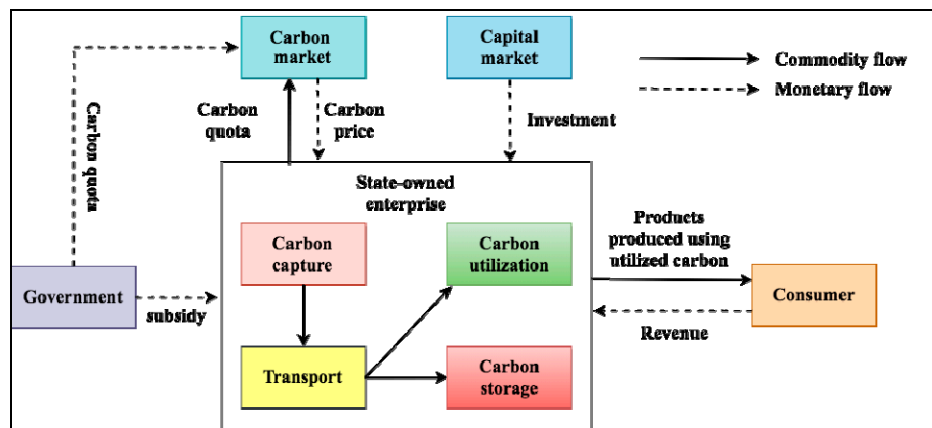 Carbon
market
Capital
market
Commodity flow
Monetary flow
Carbon
quota
Carbon
price
Investment
Carbon quota
State-owned
enterprise
Carbon
capture
Carbon
utilization
Products
produced using
utilized carbon
Government
subsidy
Consumer
Revenue
Transport
Carbon
storage